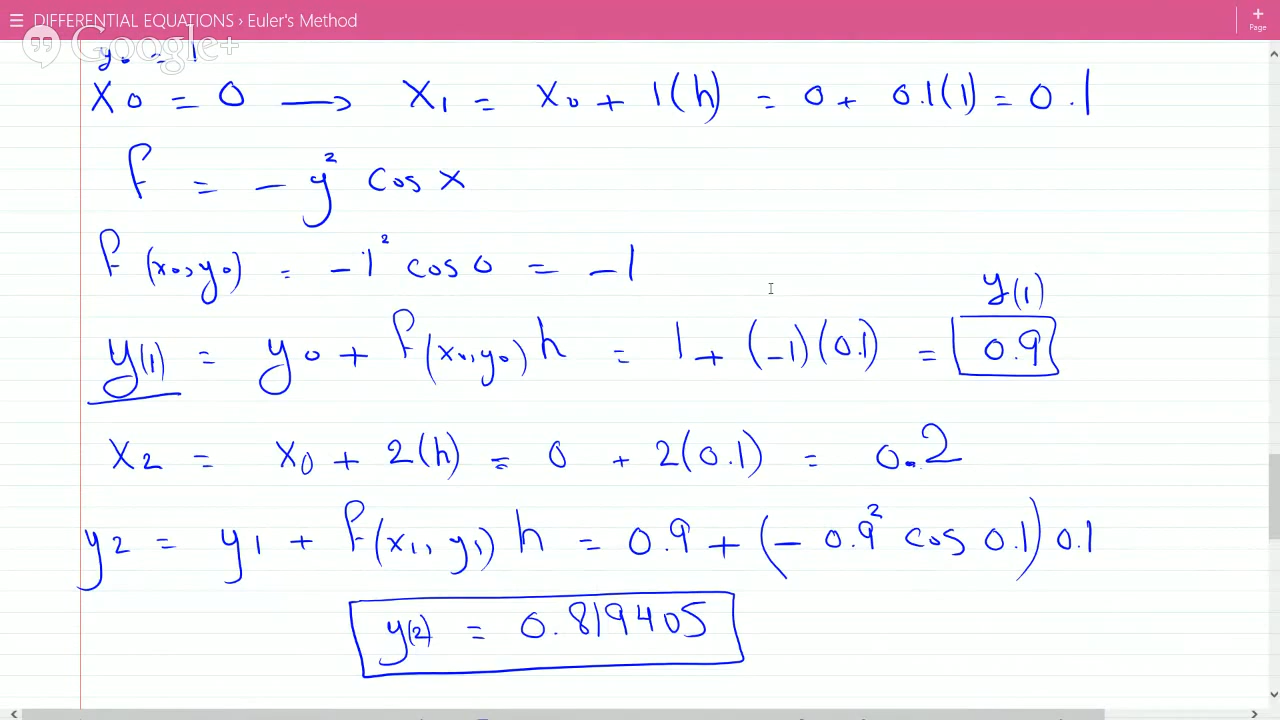 ☰ DIFFERENTIAL EQUATIONS › Euler's Method
+
Page
Google+
y₀ = 1
x₀ = 0 ⟶ x₁ = x₀ + 1(h) = 0 + 0.1(1) = 0.1
f = -y² cos x
f(x₀, y₀) = -1² cos 0 = -1
y(1)
y(1) = y₀ + f(x₀, y₀) h = 1 + (-1)(0.1) = 0.9
x₂ = x₀ + 2(h) = 0 + 2(0.1) = 0.2
y₂ = y₁ + f(x₁, y₁) h = 0.9 + (-0.9² cos 0.1) 0.1
y(2) = 0.819405